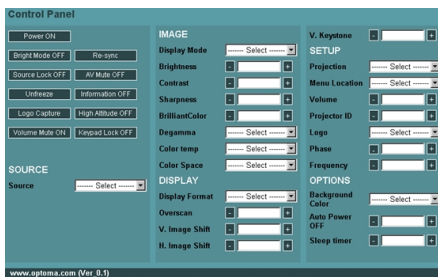 Control Panel
Power ON
Bright Mode OFF
Re-sync
Source Lock OFF
AV Mute OFF
Unfreeze
Information OFF
Logo Capture
High Altitude OFF
Volume Mute ON
Keypad Lock OFF
SOURCE
Source
------- Select -------
IMAGE
Display Mode
------- Select -------
Brightness
-
+
Contrast
-
+
Sharpness
-
+
BrilliantColor
-
+
Degamma
------- Select -------
Color temp
------- Select -------
Color Space
------- Select -------
DISPLAY
Display Format
------- Select -------
Overscan
-
+
V. Image Shift
-
+
H. Image Shift
-
+
V. Keystone
-
+
SETUP
Projection
------- Select -------
Menu Location
------- Select -------
Volume
-
+
Projector ID
-
+
Logo
------- Select -------
Phase
-
+
Frequency
-
+
OPTIONS
Background
Color
------- Select -------
Auto Power
OFF
-
+
Sleep timer
-
+
www.optoma.com (Ver_0.1)